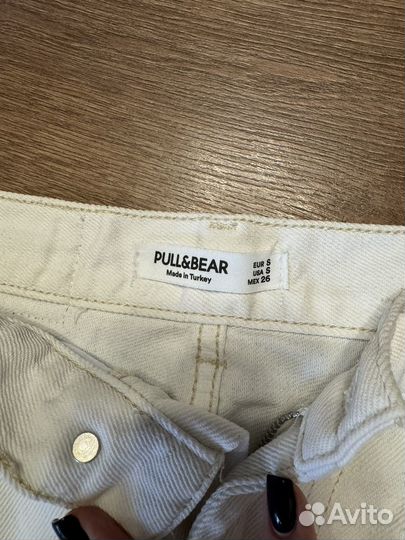 PULL&BEAR
Made in Turkey
EUR S
USA S
MEX 26
Avito